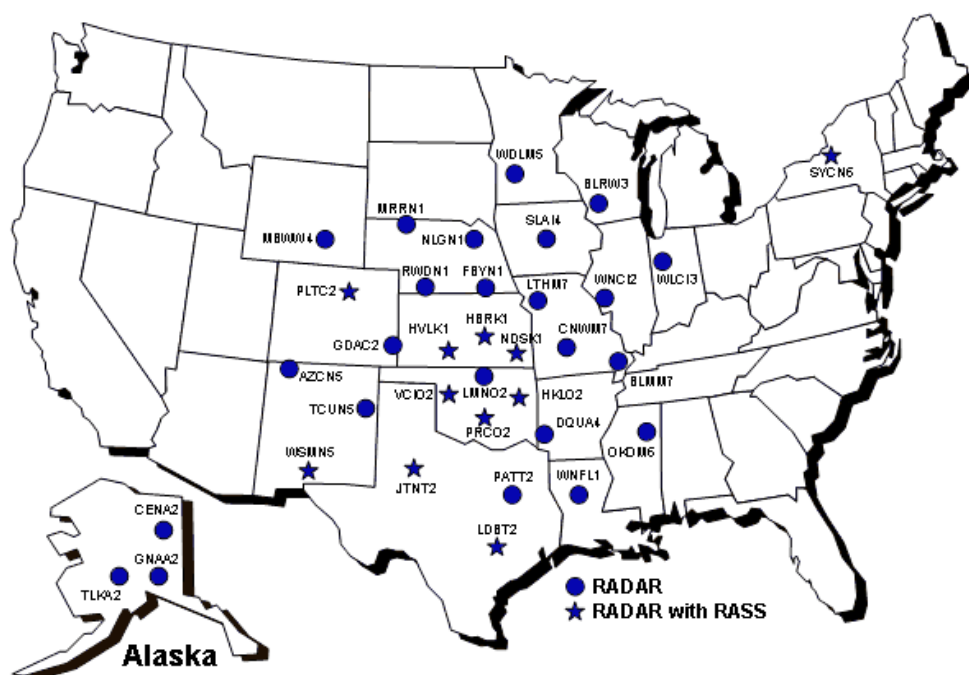 WDLM5
SYCN6
BLRW3
MRRN1
SLAI4
MBWW4
NLGN1
WLCI3
RWDN1
FBYN1
LTHM7
WNCI2
PLTC2
HBRK1
HVLK1
NDSK1
CNWM7
GDAC2
AZCN5
BLMM7
VCIO2
LMNO2
HKLO2
TCUN5
DQUA4
PRCO2
OKDM6
WSMN5
JTNT2
PATT2
WNFL1
CENA2
LDBT2
GNAA2
TLKA2
RADAR
RADAR with RASS
Alaska